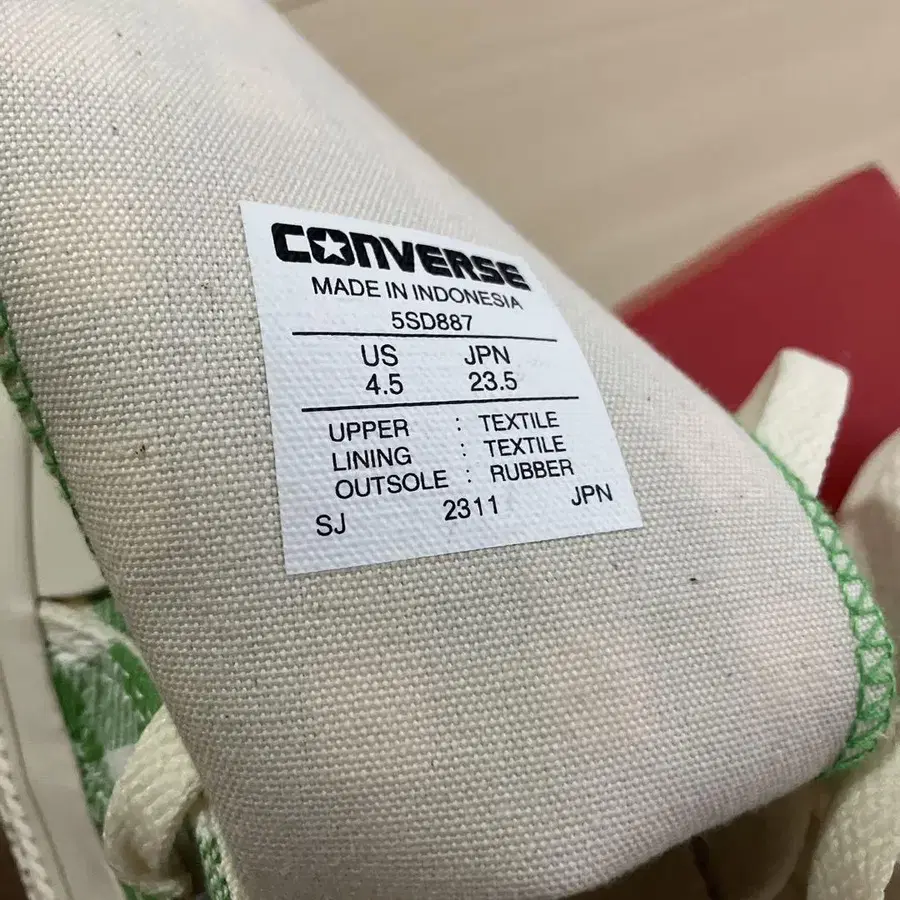 CONVERSE
MADE IN INDONESIA
5SD887
US JPN
4.5 23.5
UPPER : TEXTILE
LINING : TEXTILE
OUTSOLE : RUBBER
SJ 2311 JPN